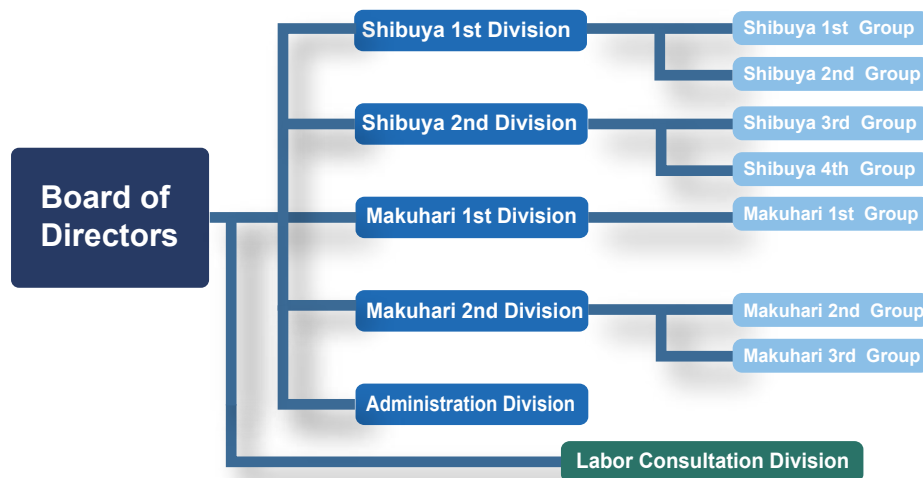 Board of
Directors
Shibuya 1st Division
Shibuya 1st Group
Shibuya 2nd Group
Shibuya 2nd Division
Shibuya 3rd Group
Shibuya 4th Group
Makuhari 1st Division
Makuhari 1st Group
Makuhari 2nd Division
Makuhari 2nd Group
Makuhari 3rd Group
Administration Division
Labor Consultation Division